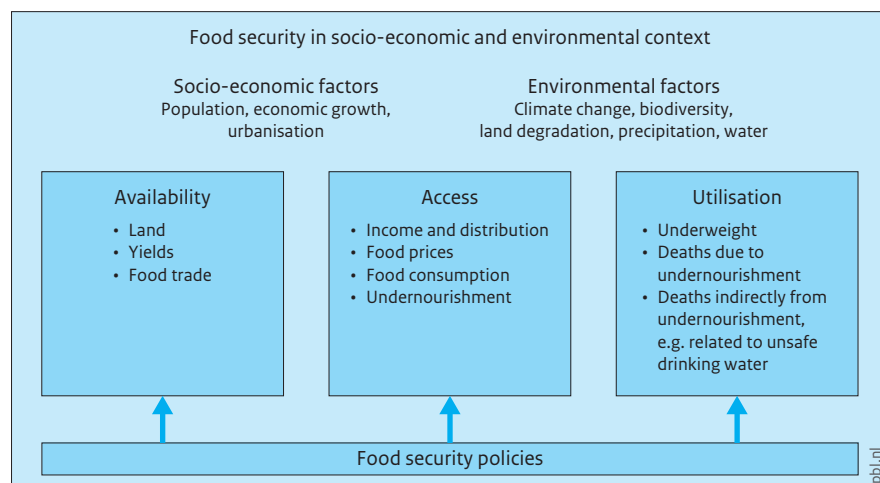 Food security in socio-economic and environmental context
Socio-economic factors
Population, economic growth,
urbanisation
Environmental factors
Climate change, biodiversity,
land degradation, precipitation, water
Availability
• Land
• Yields
• Food trade
Access
• Income and distribution
• Food prices
• Food consumption
• Undernourishment
Utilisation
• Underweight
• Deaths due to
undernourishment
• Deaths indirectly from
undernourishment,
e.g. related to unsafe
drinking water
Food security policies
pbl.nl